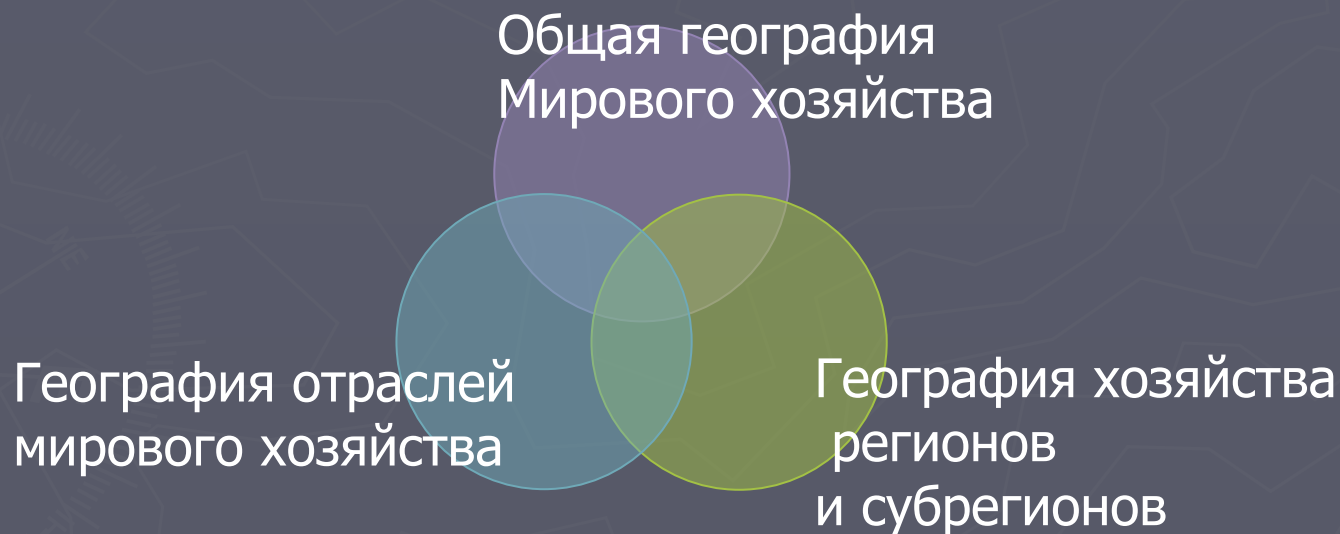 Общая география
Мирового хозяйства
География отраслей
мирового хозяйства
География хозяйства
регионов
и субрегионов